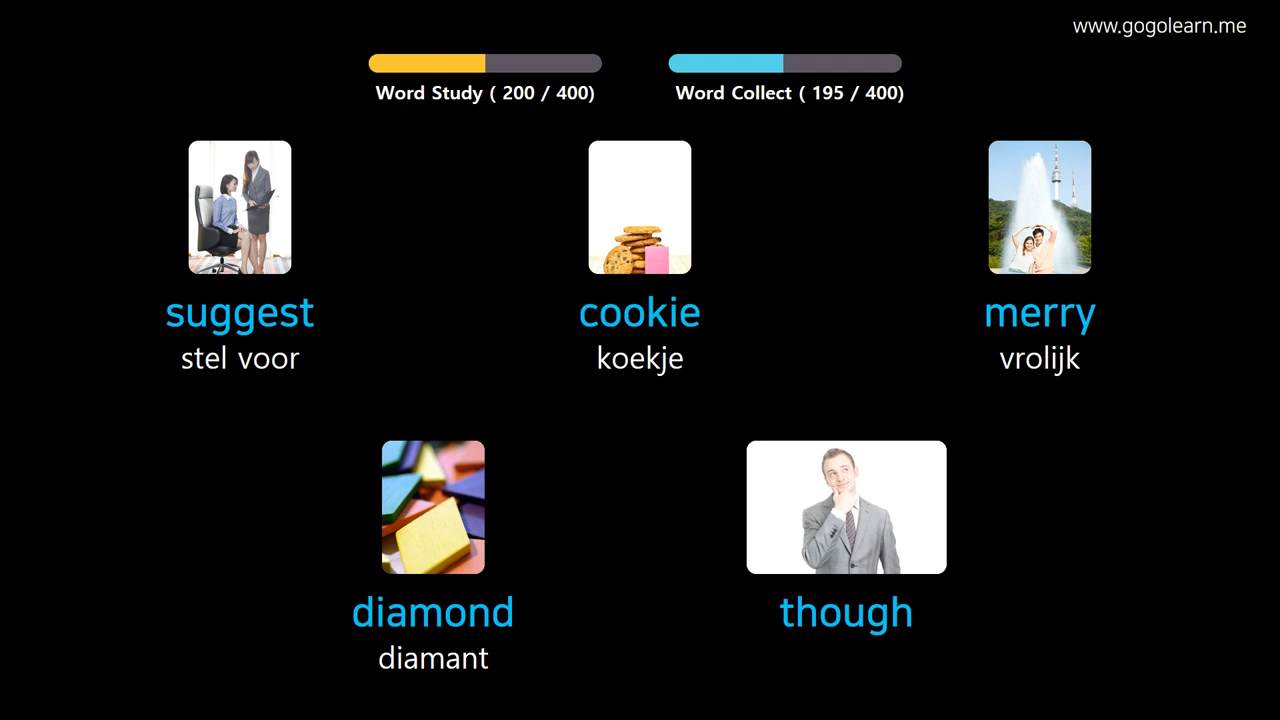 www.gogolearn.me
Word Study ( 200 / 400)
Word Collect ( 195 / 400)
suggest
stel voor
cookie
koekje
merry
vrolijk
diamond
diamant
though